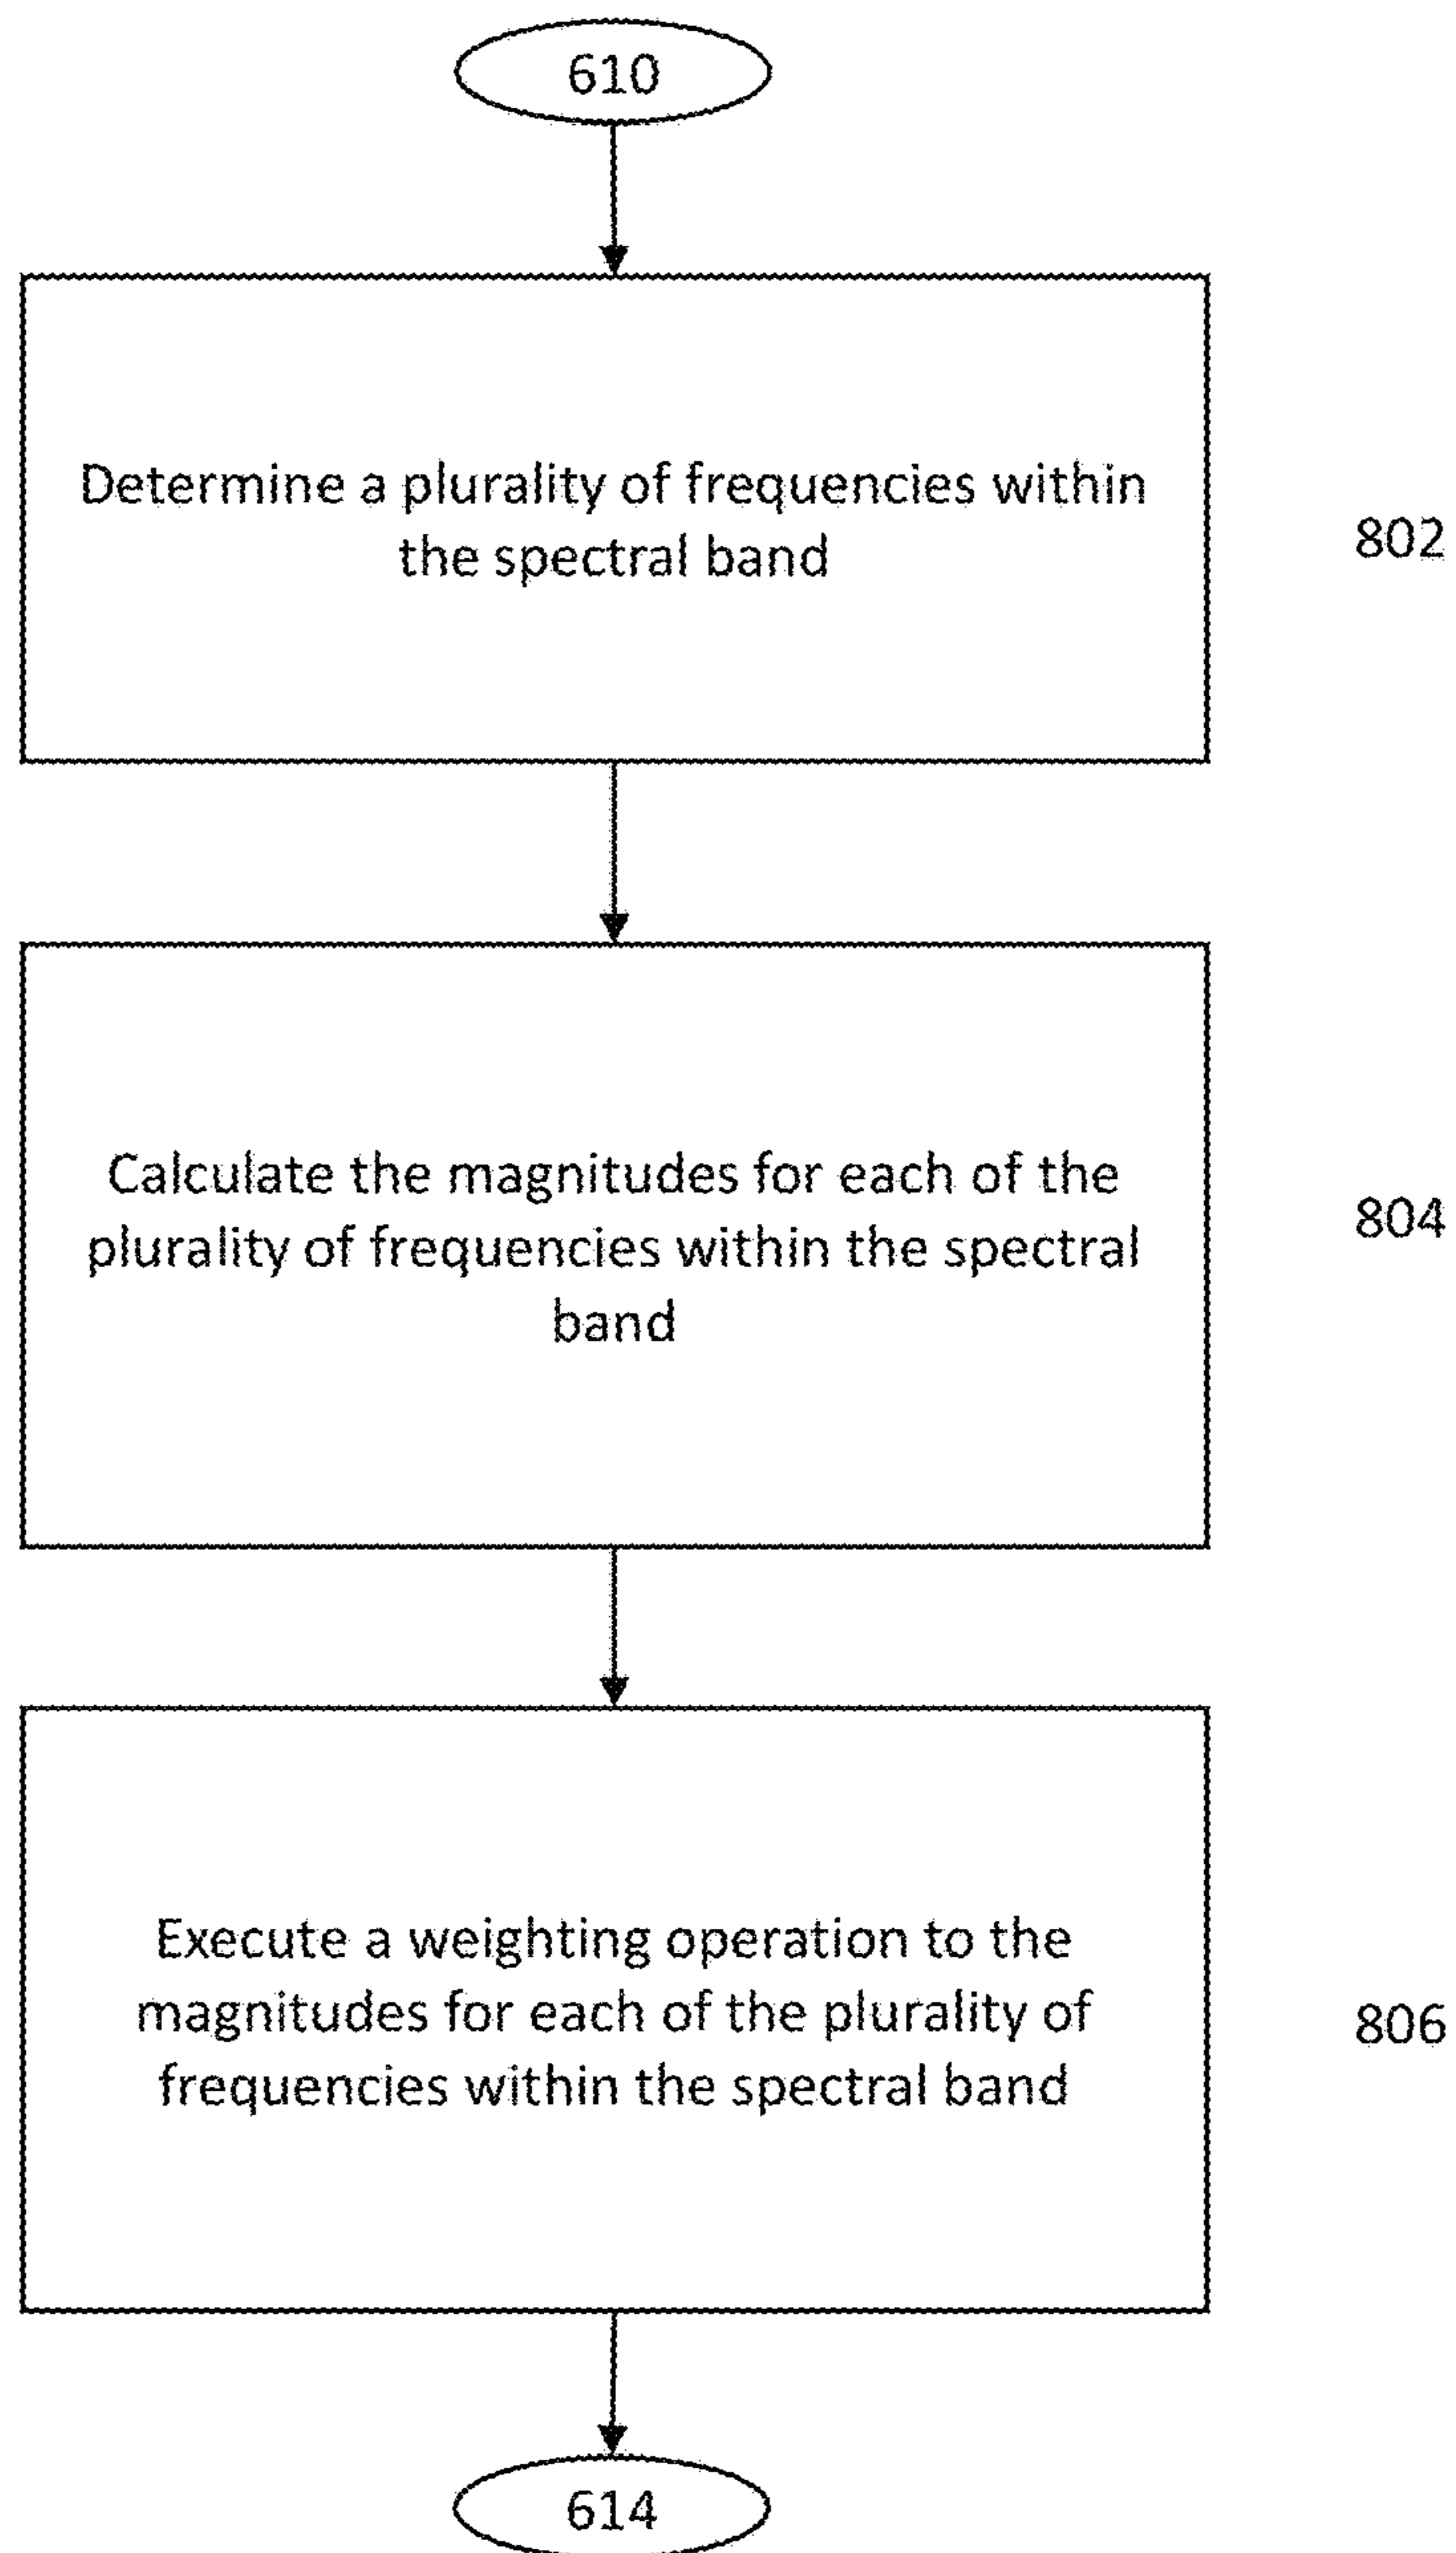 610
Determine a plurality of frequencies within
the spectral band
802
Calculate the magnitudes for each of the
plurality of frequencies within the spectral
band
804
Execute a weighting operation to the
magnitudes for each of the plurality of
frequencies within the spectral band
806
614